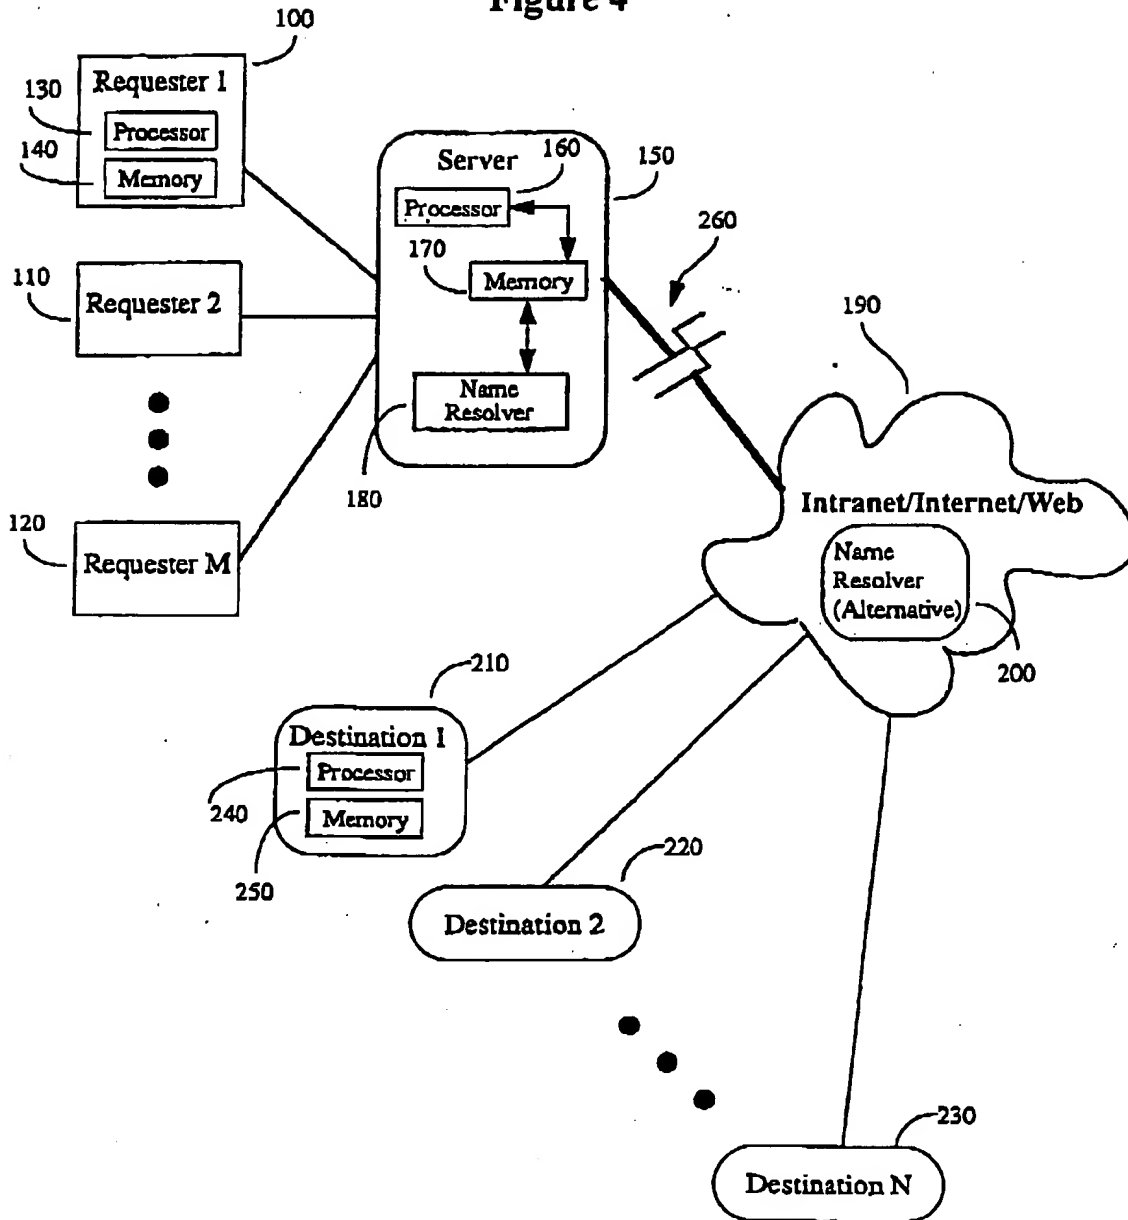 Figure 4
100
Requester 1
130
Processor
140
Memory
Server
160
150
Processor
170
Memory
260
110
Requester 2
190
Name
Resolver
180
Intranet/Internet/Web
Name
Resolver
(Alternative)
200
120
Requester M
210
Destination 1
Processor
240
Memory
250
220
Destination 2
230
Destination N